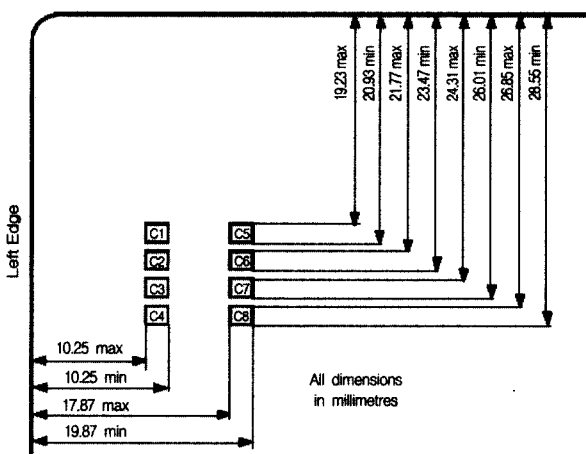 19.23 max
20.93 min
21.77 max
23.47 min
24.31 max
26.01 min
26.85 max
28.55 min
Left Edge
C1 C5
C2 C6
C3 C7
C4 C8
10.25 max
10.25 min
17.87 max
19.87 min
All dimensions
in millimetres